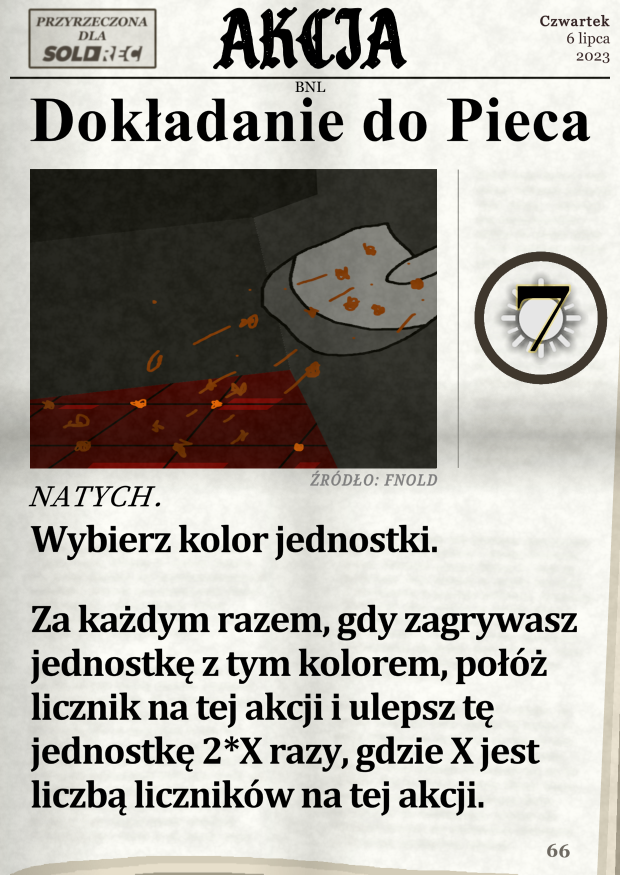 PRZYRZECZONA
DLA
SOLOREC
AKCJA
Czwartek
6 lipca
2023
BNL
Dokładanie do Pieca
7
ŹRÓDŁO: FNOLD
NATYCH.
Wybierz kolor jednostki.
Za każdym razem, gdy zagrywasz
jednostkę z tym kolorem, połóż
licznik na tej akcji i ulepsz tę
jednostkę 2*X razy, gdzie X jest
liczbą liczników na tej akcji.
66